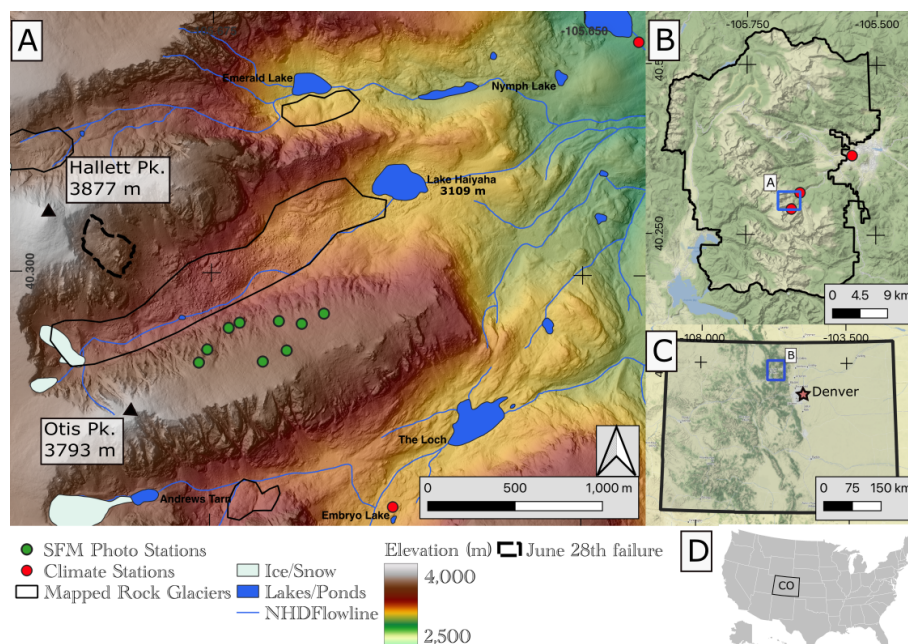 A
-105.650
Emerald Lake
Nymph Lake
Hallett Pk.
3877 m
Lake Haiyaha
3109 m
40.300
Otis Pk.
3793 m
The Loch
Andrews Tarn
Embryo Lake
0 500 1,000 m
B
-105.750 -105.500
A
40.250
0 4.5 9 km
C
-108.000 -103.500
B
Denver
0 75 150 km
SFM Photo Stations
Climate Stations
Mapped Rock Glaciers
Ice/Snow
Lakes/Ponds
NHDFlowline
Elevation (m)
4,000
2,500
June 28th failure
D
CO